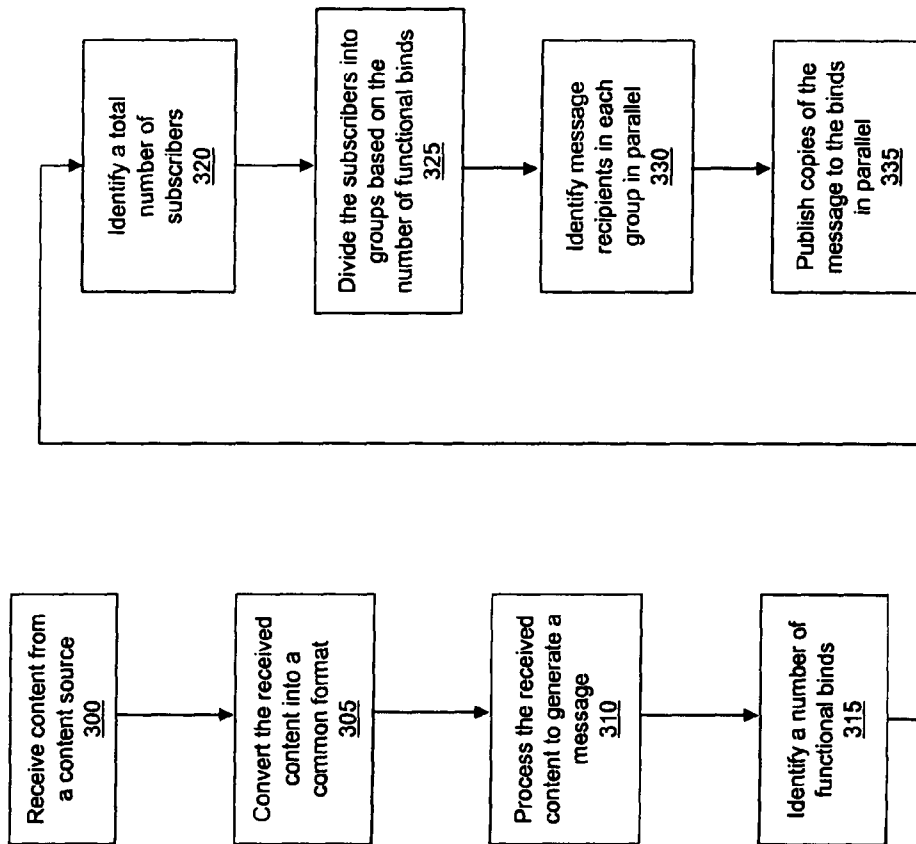 Receive content from
a content source
300
Convert the received
content into a
common format
305
Process the received
content to generate a
message
310
Identify a number of
functional binds
315
Identify a total
number of
subscribers
320
Divide the subscribers into
groups based on the
number of functional binds
325
Identify message
recipients in each
group in parallel
330
Publish copies of the
message to the binds
in parallel
335